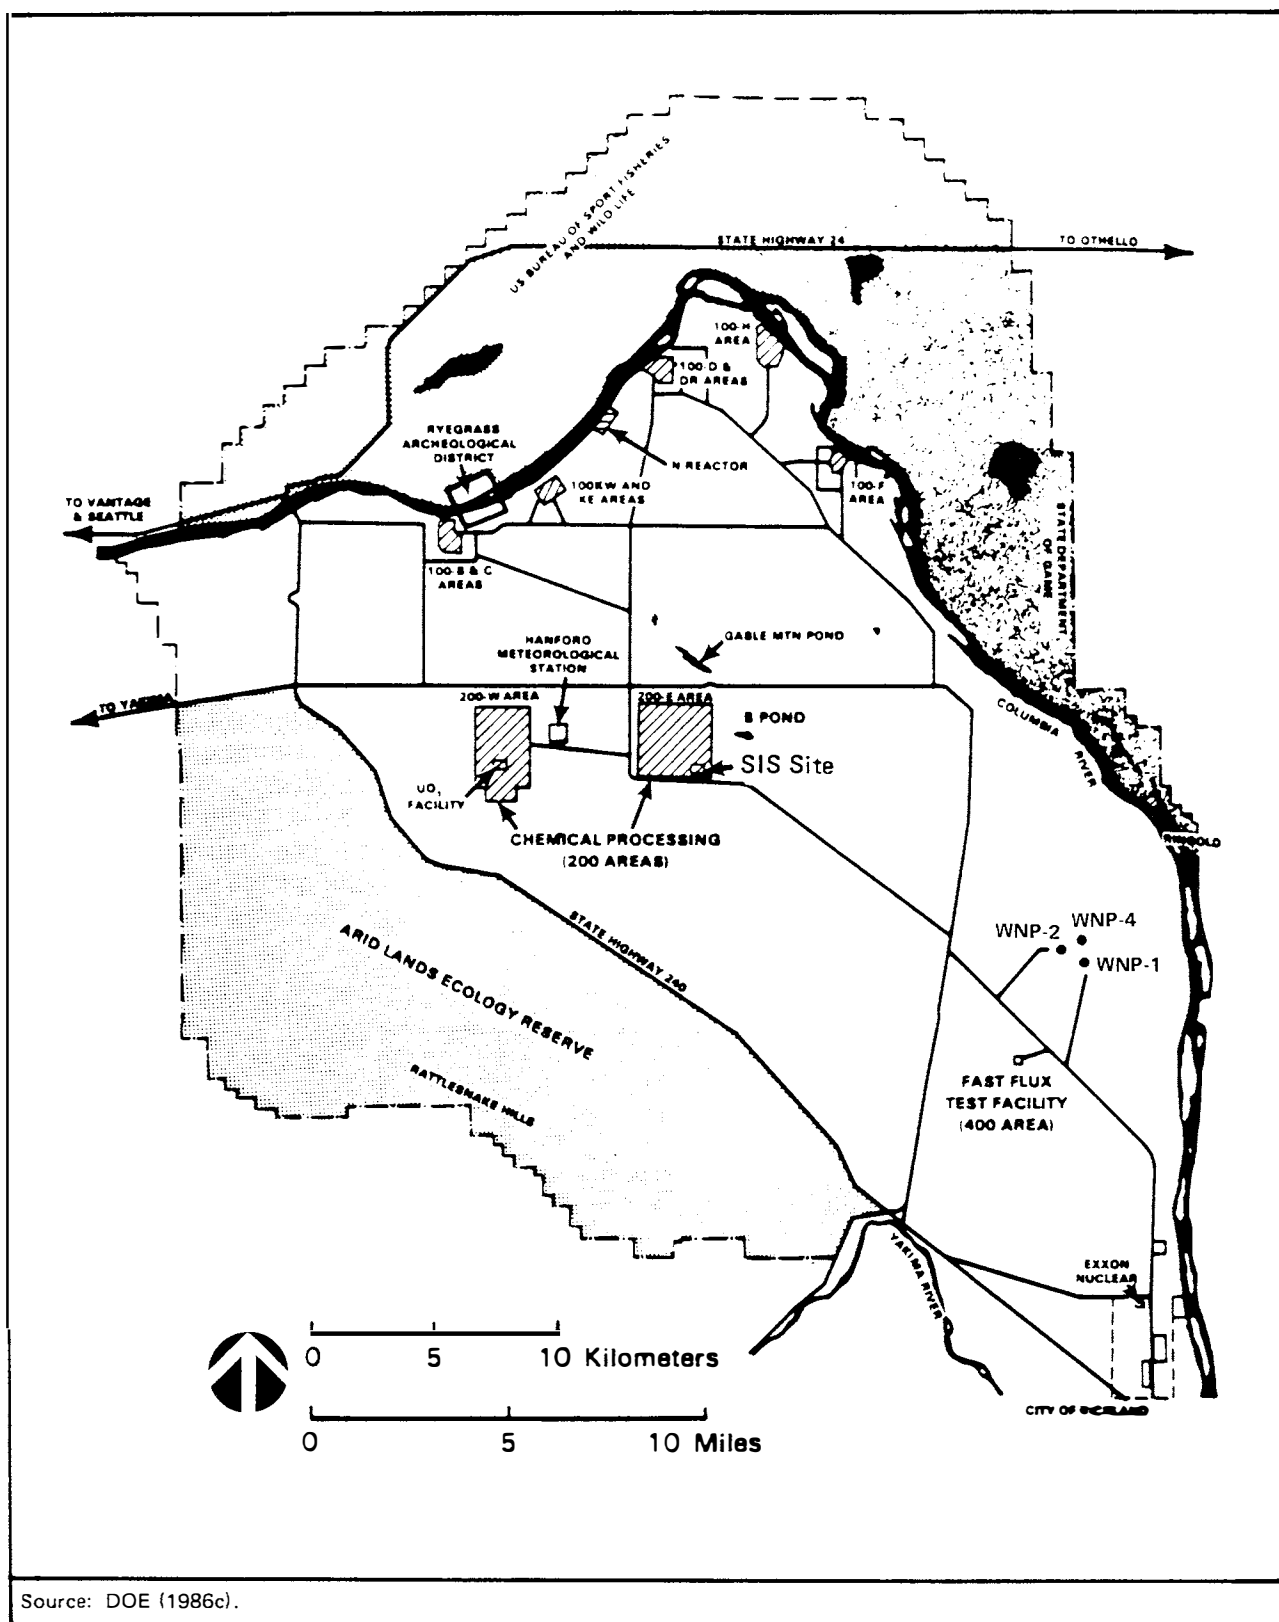 US BUREAU OF SPORT FISHERIES
AND WILD LIFE
STATE HIGHWAY 24
TO OTHELLO
100-H
AREA
100-D &
DR AREAS
RYEGRASS
ARCHEOLOGICAL
DISTRICT
N REACTOR
100KW AND
KE AREAS
100-F
AREA
TO VANTAGE
& SEATTLE
STATE DEPARTMENT
OF GAME
100-B & C
AREAS
HANFORD
METEOROLOGICAL
STATION
GABLE MTN POND
TO YAKIMA
200-W AREA
200-E AREA
B POND
COLUMBIA
RIVER
SIS Site
UO₃
FACILITY
CHEMICAL PROCESSING
(200 AREAS)
RINGOLD
STATE HIGHWAY 240
ARID LANDS ECOLOGY RESERVE
RATTLESNAKE HILLS
WNP-2
WNP-4
WNP-1
FAST FLUX
TEST FACILITY
(400 AREA)
YAKIMA RIVER
EXXON
NUCLEAR
0 5 10 Kilometers
0 5 10 Miles
CITY OF RICHLAND
Source: DOE (1986c).